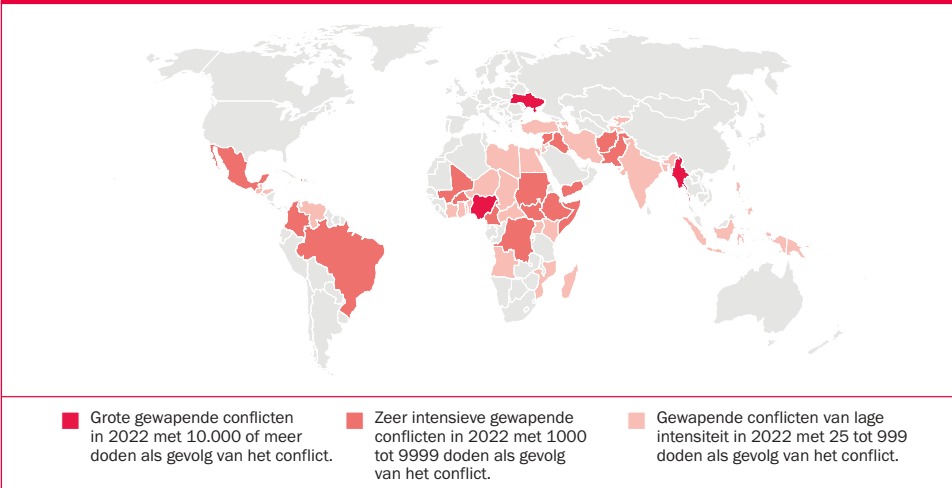 Grote gewapende conflicten
in 2022 met 10.000 of meer
doden als gevolg van het conflict.
Zeer intensieve gewapende
conflicten in 2022 met 1000
tot 9999 doden als gevolg
van het conflict.
Gewapende conflicten van lage
intensiteit in 2022 met 25 tot 999
doden als gevolg van het conflict.